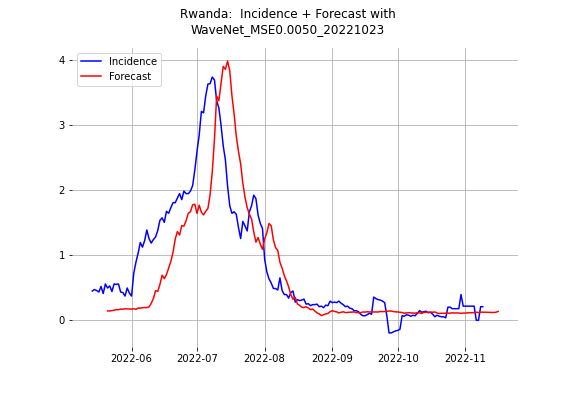 Rwanda:  Incidence + Forecast with
WaveNet_MSE0.0050_20221023
Incidence
Forecast
4
3
2
1
0
2022-06
2022-07
2022-08
2022-09
2022-10
2022-11